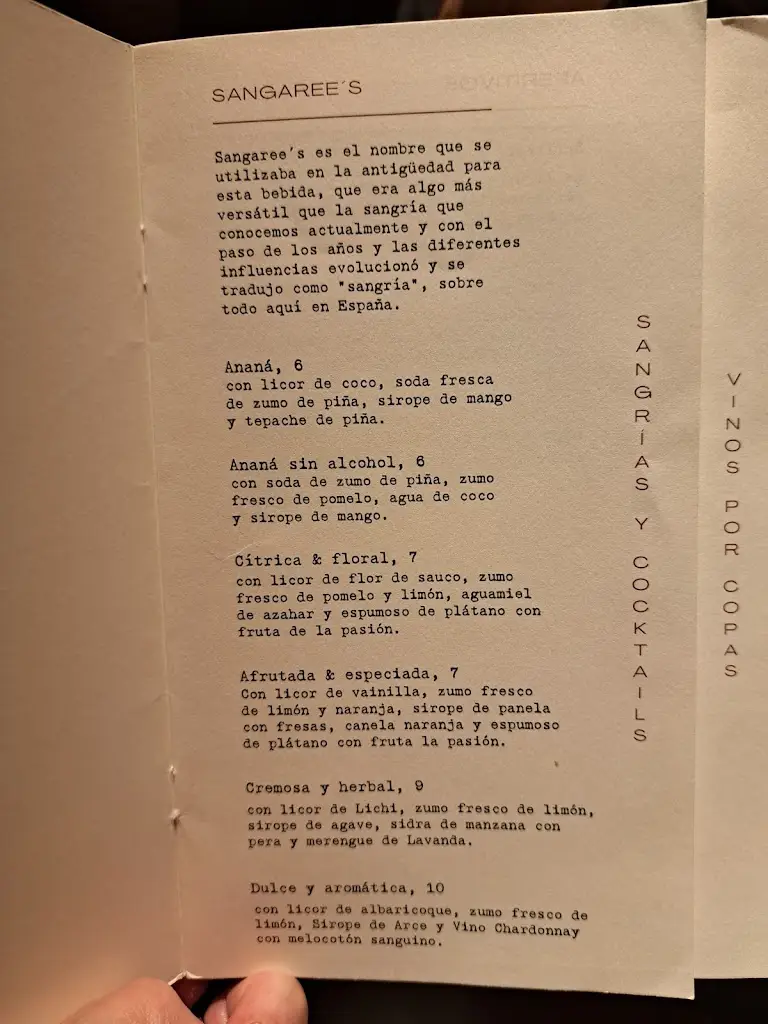 SANGAREE´S
Sangaree's es el nombre que se
utilizaba en la antigüedad para
esta bebida, que era algo más
versátil que la sangría que
conocemos actualmente y con el
paso de los años y las diferentes
influencias evolucionó y se
tradujo como "sangría", sobre
todo aquí en España.
Ananá, 6
con licor de coco, soda fresca
de zumo de piña, sirope de mango
y tepache de piña.
Ananá sin alcohol, 6
con soda de zumo de piña, zumo
fresco de pomelo, agua de coco
y sirope de mango.
Cítrica & floral, 7
con licor de flor de sauco, zumo
fresco de pomelo y limón, aguamiel
de azahar y espumoso de plátano con
fruta de la pasión.
Afrutada & especiada, 7
Con licor de vainilla, zumo fresco
de limón y naranja, sirope de panela
con fresas, canela naranja y espumoso
de plátano con fruta la pasión.
Cremosa y herbal, 9
con licor de Lichi, zumo fresco de limón,
sirope de agave, sidra de manzana con
pera y merengue de Lavanda.
Dulce y aromática, 10
con licor de albaricoque, zumo fresco de
limón, Sirope de Arce y Vino Chardonnay
con melocotón sanguino.
SANGRÍAS Y COCKTAILS
VINOS POR COPAS